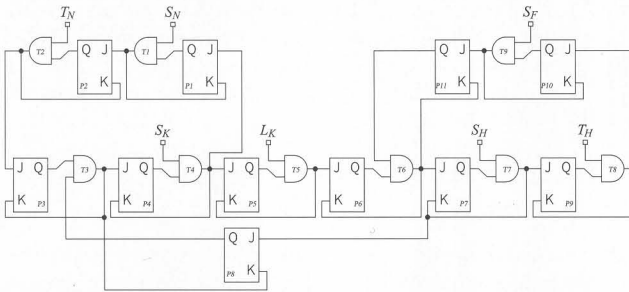 T_N S_N S_F
T2 Q J T1 Q J Q J T9 Q J
K P2 K P1 P11 K P10 K
S_K L_K S_H T_H
J Q T3 J Q T4 J Q T5 J Q T6 J Q T7 J Q T8
K P3 K P4 K P5 K P6 K P7 K P9
Q J
P8 K